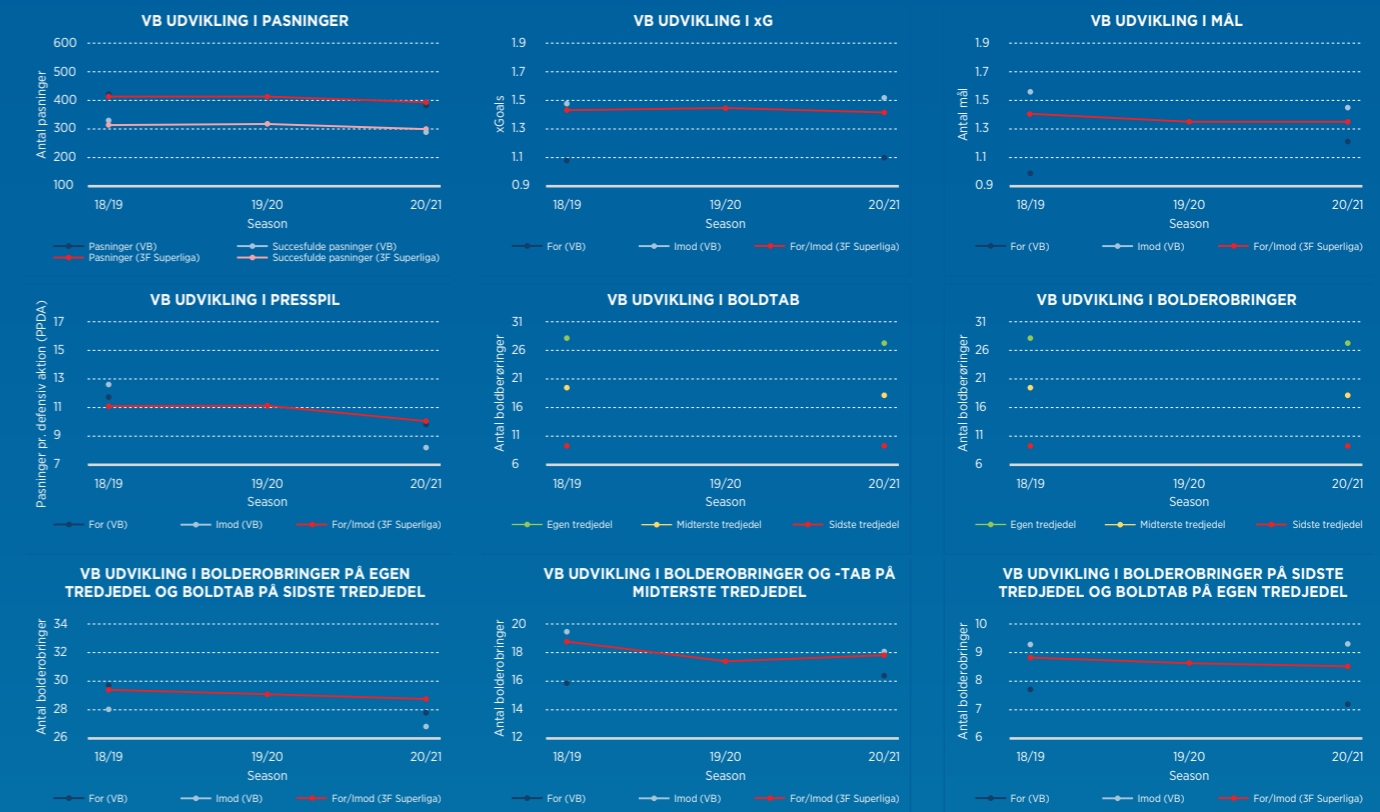 VB UDVIKLING I PASNINGER
Antal pasninger
600
500
400
300
200
100
18/19 19/20 20/21
Season
Pasninger (VB) Succesfulde pasninger (VB)
Pasninger (3F Superliga) Succesfulde pasninger (3F Superliga)
VB UDVIKLING I xG
xGoals
1.9
1.7
1.5
1.3
1.1
0.9
18/19 19/20 20/21
Season
For (VB) Imod (VB) For/Imod (3F Superliga)
VB UDVIKLING I MÅL
Antal mål
1.9
1.7
1.5
1.3
1.1
0.9
18/19 19/20 20/21
Season
For (VB) Imod (VB) For/Imod (3F Superliga)
VB UDVIKLING I PRESSPIL
Pasninger pr. defensiv aktion (PPDA)
17
15
13
11
9
7
18/19 19/20 20/21
Season
For (VB) Imod (VB) For/Imod (3F Superliga)
VB UDVIKLING I BOLDTAB
Antal boldberøringer
31
26
21
16
11
6
18/19 19/20 20/21
Season
Egen tredjedel Midterste tredjedel Sidste tredjedel
VB UDVIKLING I BOLDEROBRINGER
Antal boldberøringer
31
26
21
16
11
6
18/19 19/20 20/21
Season
Egen tredjedel Midterste tredjedel Sidste tredjedel
VB UDVIKLING I BOLDEROBRINGER PÅ EGEN
TREDJEDEL OG BOLDTAB PÅ SIDSTE TREDJEDEL
Antal bolderobringer
34
32
30
28
26
18/19 19/20 20/21
Season
For (VB) Imod (VB) For/Imod (3F Superliga)
VB UDVIKLING I BOLDEROBRINGER OG -TAB PÅ
MIDTERSTE TREDJEDEL
Antal bolderobringer
20
18
16
14
12
18/19 19/20 20/21
Season
For (VB) Imod (VB) For/Imod (3F Superliga)
VB UDVIKLING I BOLDEROBRINGER PÅ SIDSTE
TREDJEDEL OG BOLDTAB PÅ EGEN TREDJEDEL
Antal bolderobringer
10
9
8
7
6
18/19 19/20 20/21
Season
For (VB) Imod (VB) For/Imod (3F Superliga)